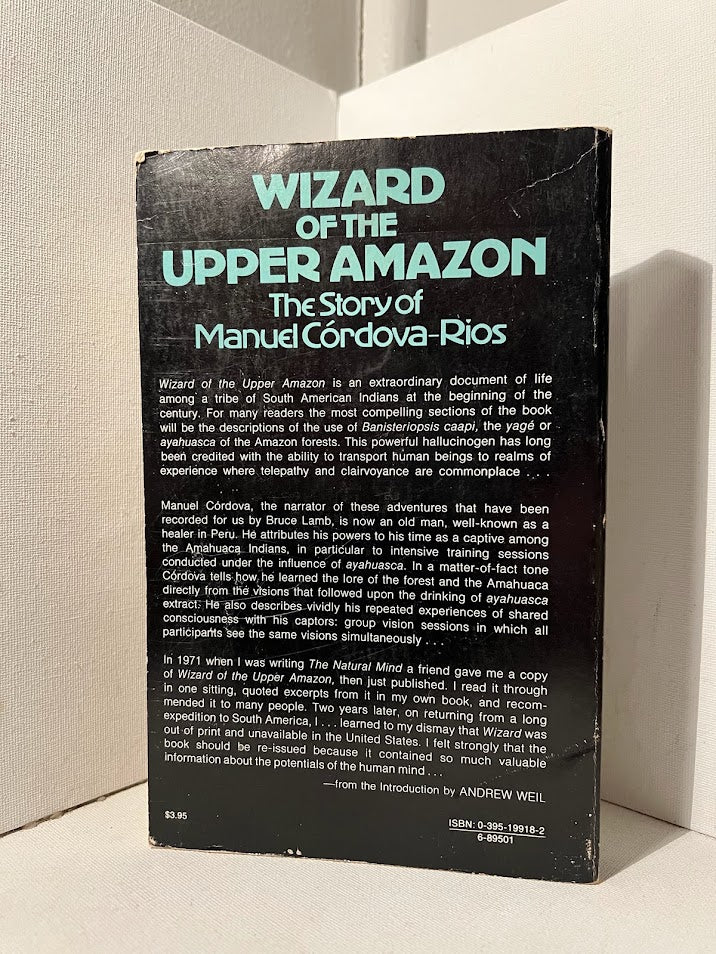 WIZARD
OF THE
UPPER AMAZON
The Story of
Manuel Córdova-Rios
Wizard of the Upper Amazon is an extraordinary document of life
among a tribe of South American Indians at the beginning of the
century. For many readers the most compelling sections of the book
will be the descriptions of the use of Banisteriopsis caapi, the yagé or
ayahuasca of the Amazon forests. This powerful hallucinogen has long
been credited with the ability to transport human beings to realms of
experience where telepathy and clairvoyance are commonplace . . .
Manuel Córdova, the narrator of these adventures that have been
recorded for us by Bruce Lamb, is now an old man, well-known as a
healer in Peru. He attributes his powers to his time as a captive among
the Amahuaca Indians, in particular to intensive training sessions
conducted under the influence of ayahuasca. In a matter-of-fact tone
Córdova tells how he learned the lore of the forest and the Amahuaca
directly from the visions that followed upon the drinking of ayahuasca
extract. He also describes vividly his repeated experiences of shared
consciousness with his captors: group vision sessions in which all
participants see the same visions simultaneously . . .
In 1971 when I was writing The Natural Mind a friend gave me a copy
of Wizard of the Upper Amazon, then just published. I read it through
in one sitting, quoted excerpts from it in my own book, and recom-
mended it to many people. Two years later, on returning from a long
expedition to South America, I . . . learned to my dismay that Wizard was
out of print and unavailable in the United States. I felt strongly that the
book should be re-issued because it contained so much valuable
information about the potentials of the human mind . . .
—from the Introduction by ANDREW WEIL
$3.95
ISBN: 0-395-19918-2
6-89501